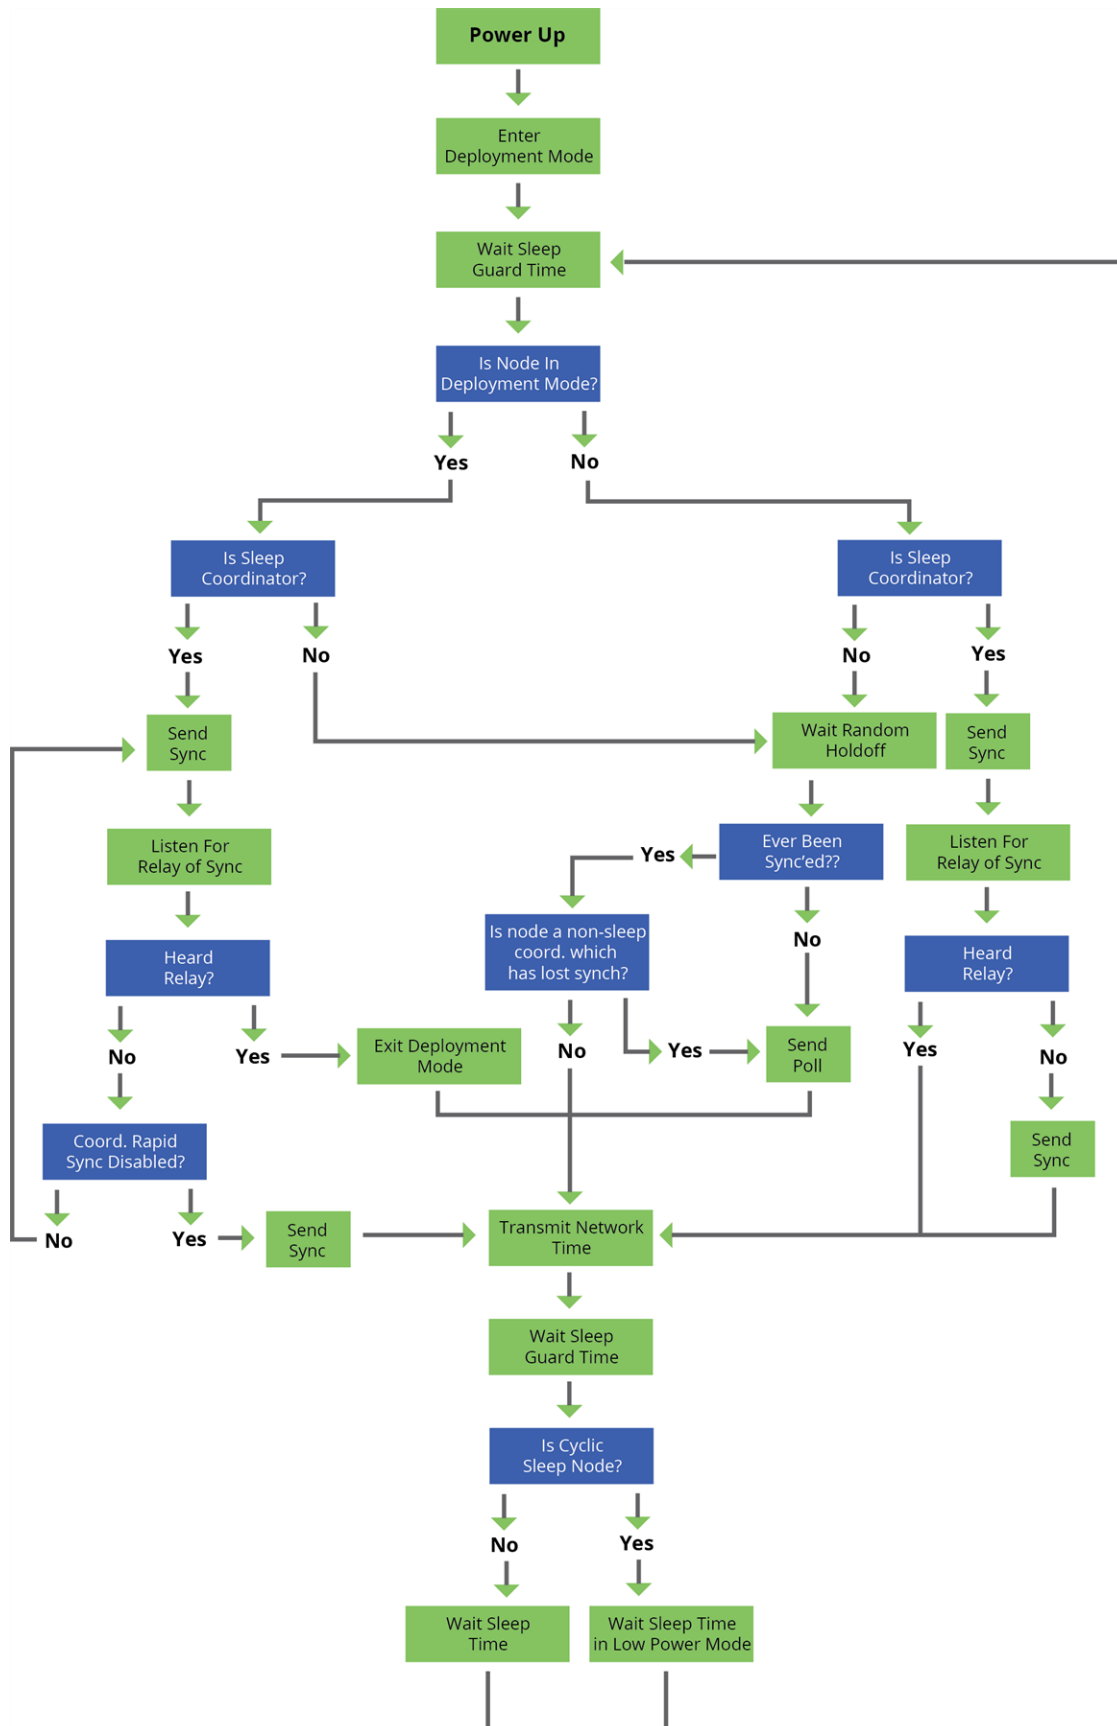 Power Up
Enter
Deployment Mode
Wait Sleep
Guard Time
Is Node In
Deployment Mode?
Yes
No
Is Sleep
Coordinator?
Is Sleep
Coordinator?
Yes
No
No
Yes
Send
Sync
Wait Random
Holdoff
Send
Sync
Listen For
Relay of Sync
Ever Been
Sync'ed??
Listen For
Relay of Sync
Yes
Is node a non-sleep
coord. which
has lost synch?
No
Heard
Relay?
Heard
Relay?
No
Yes
Exit Deployment
Mode
No
Yes
Send
Poll
Yes
No
Coord. Rapid
Sync Disabled?
Send
Sync
No
Yes
Send
Sync
Transmit Network
Time
Wait Sleep
Guard Time
Is Cyclic
Sleep Node?
No
Yes
Wait Sleep
Time
Wait Sleep Time
in Low Power Mode